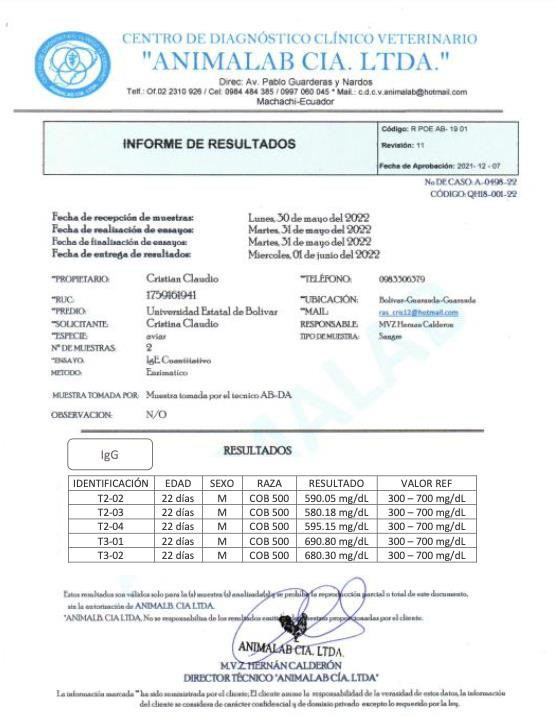 CENTRO DE DIAGNÓSTICO CLÍNICO VETERINARIO
"ANIMALAB CIA. LTDA."
Direc: Av. Pablo Guarderas y Nardos
Telf.: Of.02 2310 926 / Cel: 0984 484 385 / 0997 060 045 * Mail.: c.d.c.v.animalab@hotmail.com
Machachi-Ecuador
INFORME DE RESULTADOS
Código: R POE AB- 19 01
Revisión: 11
Fecha de Aprobación: 2021- 12 - 07
No DE CASO: A-0498-22
CÓDIGO: QH18-001-22
Fecha de recepción de muestras: Lunes, 30 de mayo del 2022
Fecha de realización de ensayos: Martes, 31 de mayo del 2022
Fecha de finalización de ensayos: Martes, 31 de mayo del 2022
Fecha de entrega de resultados: Miercoles, 01 de junio del 2022
*PROPIETARIO: Cristian Claudio *TELÉFONO: 0983306379
*RUC: 1759161941 *UBICACIÓN: Bolivar-Guaranda-Guaranda
*PREDIO: Universidad Estatal de Bolivar *MAIL: ras_cris12@hotmail.com
*SOLICITANTE: Cristina Claudio RESPONSABLE: MVZ Hernan Calderon
*ESPECIE: aviar TIPO DE MUESTRA: Sangre
Nº DE MUESTRAS: 2
*ENSAYO: IgE Cuantitativo
METODO: Enzimatico
MUESTRA TOMADA POR: Muestra tomada por el tecnico AB-DA
OBSERVACION: N/O
IgG
RESULTADOS
IDENTIFICACIÓN EDAD SEXO RAZA RESULTADO VALOR REF
T2-02 22 días M COB 500 590.05 mg/dL 300 – 700 mg/dL
T2-03 22 días M COB 500 580.18 mg/dL 300 – 700 mg/dL
T2-04 22 días M COB 500 595.15 mg/dL 300 – 700 mg/dL
T3-01 22 días M COB 500 690.80 mg/dL 300 – 700 mg/dL
T3-02 22 días M COB 500 680.30 mg/dL 300 – 700 mg/dL
Estos resultados son válidos solo para la (s) muestra (s) analizada(s) y se prohíbe la reproducción parcial o total de este documento,
sin la autorización de ANIMALAB CIA LTDA.
*ANIMALAB CIA LTDA, No se responsabiliza de los resultados muestras proporcionadas por el cliente.
ANIMALAB CÍA. LTDA.
M.V.Z. HERNÁN CALDERÓN
DIRECTOR TÉCNICO "ANIMALAB CÍA. LTDA"
La información marcada ** ha sido suministrada por el cliente; El cliente asume la responsabilidad de la veracidad de estos datos, la información
del cliente se considera de carácter confidencial y de dominio privado excepto lo requerido por la ley.